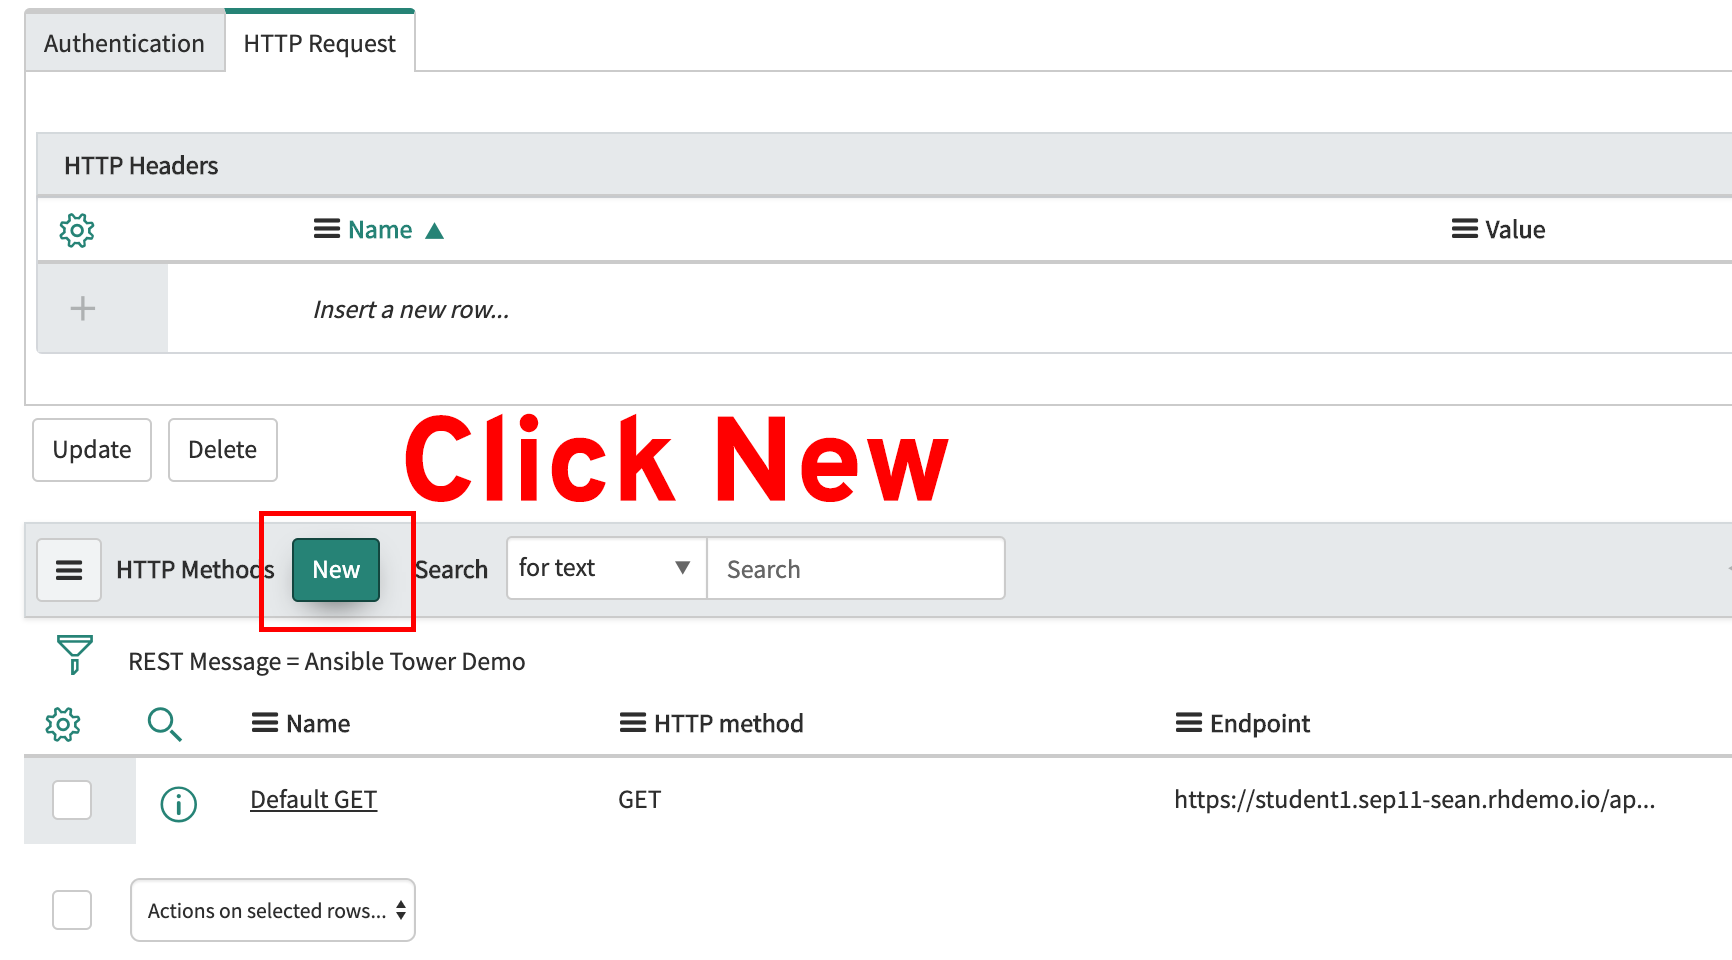 Authentication HTTP Request
HTTP Headers
Name Value
Insert a new row...
Update Delete
Click New
HTTP Methods New Search for text Search
REST Message = Ansible Tower Demo
Name HTTP method Endpoint
Default GET GET https://student1.sep11-sean.rhdemo.io/ap...
Actions on selected rows...